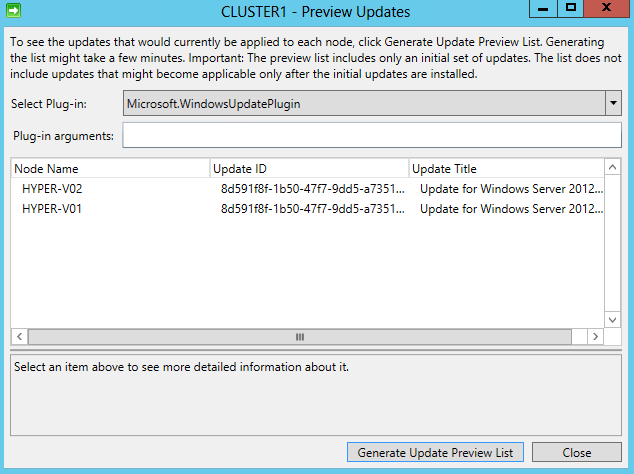 CLUSTER1 - Preview Updates
To see the updates that would currently be applied to each node, click Generate Update Preview List. Generating
the list might take a few minutes. Important: The preview list includes only an initial set of updates. The list does not
include updates that might become applicable only after the initial updates are installed.
Select Plug-in: Microsoft.WindowsUpdatePlugin
Plug-in arguments:
Node Name Update ID Update Title
HYPER-V02 8d591f8f-1b50-47f7-9dd5-a7351... Update for Windows Server 2012...
HYPER-V01 8d591f8f-1b50-47f7-9dd5-a7351... Update for Windows Server 2012...
Select an item above to see more detailed information about it.
Generate Update Preview List Close